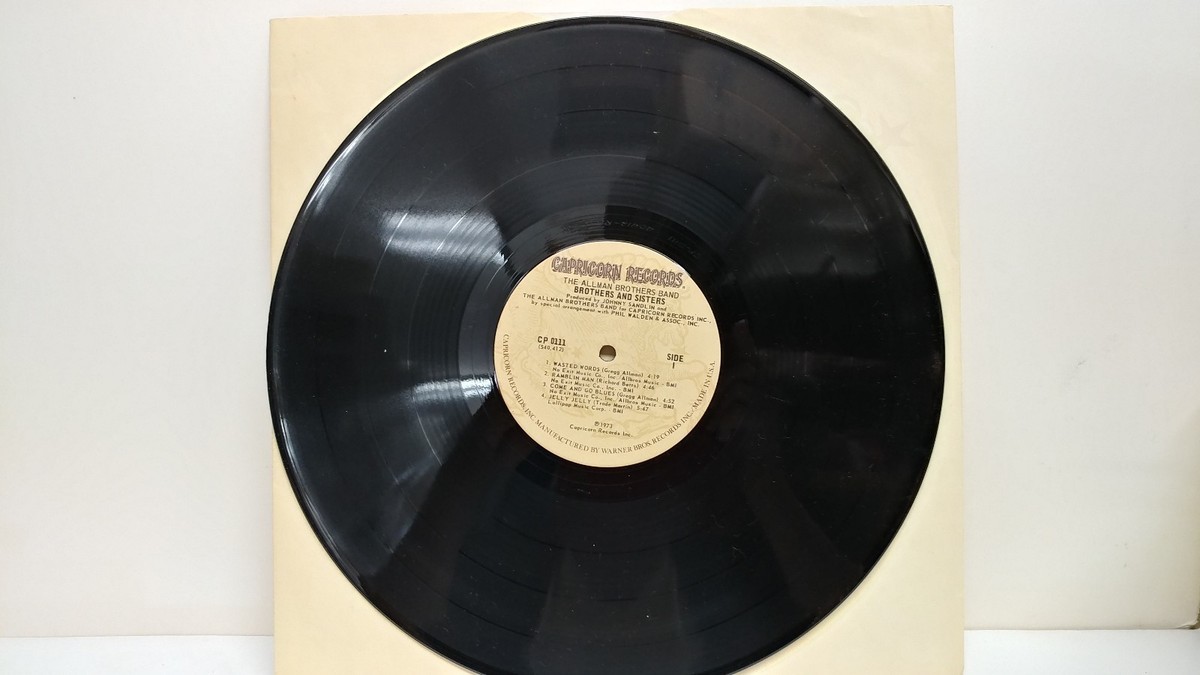 CAPRICORN RECORDS.
THE ALLMAN BROTHERS BAND
BROTHERS AND SISTERS
Produced by JOHNNY SANDLIN and
THE ALLMAN BROTHERS BAND for CAPRICORN RECORDS INC.,
by special arrangement with PHIL WALDEN & ASSOC., INC.
CP 0111
(S40,412)
SIDE
1
1. WASTED WORDS (Gregg Allman) 4:19
No Exit Music Co., Inc./Allbros Music - BMI
2. RAMBLIN MAN (Richard Betts) 4:46
No Exit Music Co., Inc. - BMI
3. COME AND GO BLUES (Gregg Allman) 4:52
No Exit Music Co., Inc./Allbros Music - BMI
4. JELLY JELLY (Trade Martin) 5:47
Lollipop Music Corp. - BMI
℗1973
Capricorn Records Inc.
CAPRICORN RECORDS, INC.-MANUFACTURED BY WARNER BROS. RECORDS INC.-MADE IN U.S.A.